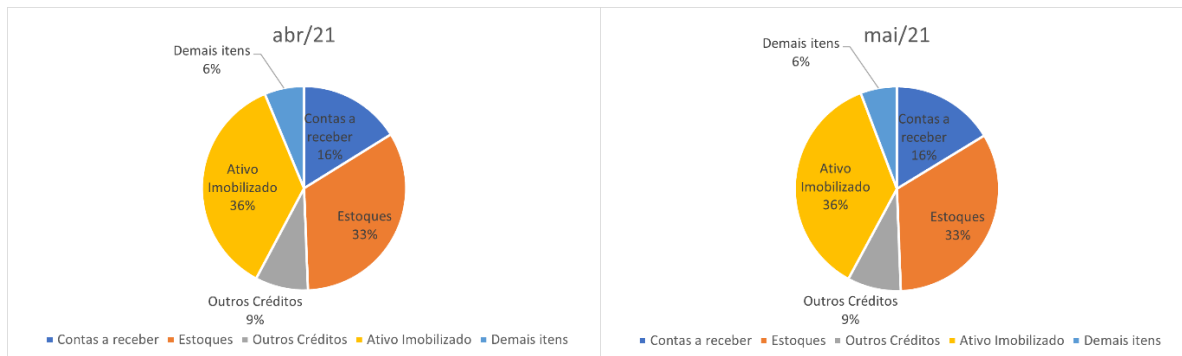 abr/21
Demais itens
6%
Contas a
receber
16%
Ativo
Imobilizado
36%
Estoques
33%
Outros Créditos
9%
Contas a receber Estoques Outros Créditos Ativo Imobilizado Demais itens
mai/21
Demais itens
6%
Contas a
receber
16%
Ativo
Imobilizado
36%
Estoques
33%
Outros Créditos
9%
Contas a receber Estoques Outros Créditos Ativo Imobilizado Demais itens